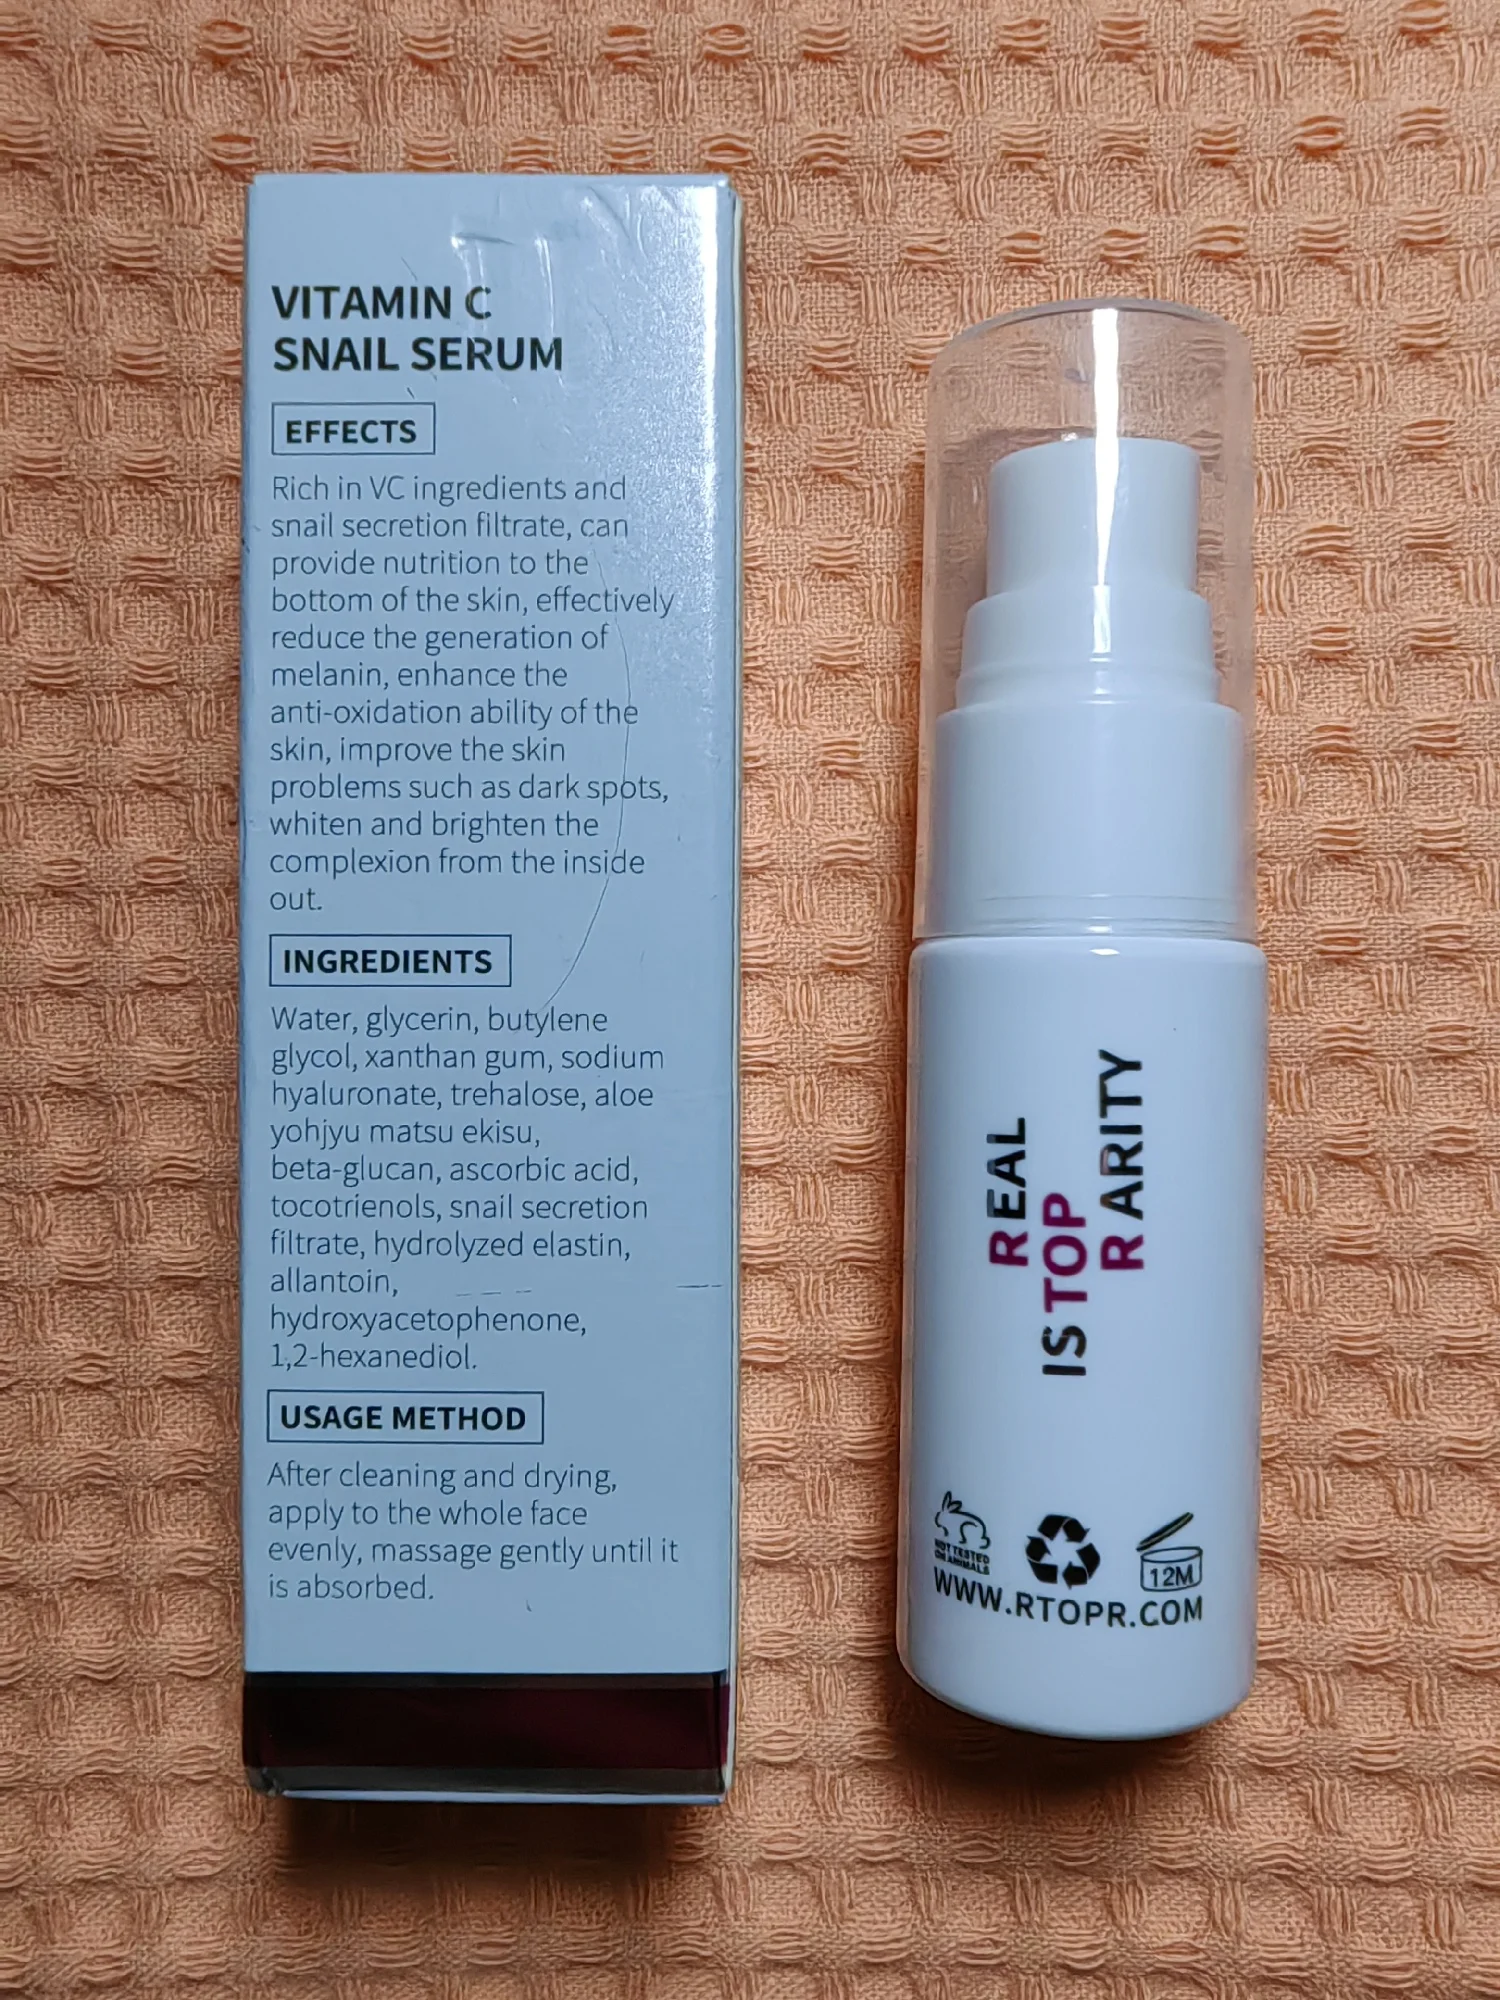 VITAMIN C
SNAIL SERUM
EFFECTS
Rich in VC ingredients and
snail secretion filtrate, can
provide nutrition to the
bottom of the skin, effectively
reduce the generation of
melanin, enhance the
anti-oxidation ability of the
skin, improve the skin
problems such as dark spots,
whiten and brighten the
complexion from the inside
out.
INGREDIENTS
Water, glycerin, butylene
glycol, xanthan gum, sodium
hyaluronate, trehalose, aloe
yohjyu matsu ekisu,
beta-glucan, ascorbic acid,
tocotrienols, snail secretion
filtrate, hydrolyzed elastin,
allantoin,
hydroxyacetophenone,
1,2-hexanediol.
USAGE METHOD
After cleaning and drying,
apply to the whole face
evenly, massage gently until it
is absorbed.
REAL
IS TOP
RARITY
NOT TESTED
ON ANIMALS
12M
WWW.RTOPR.COM